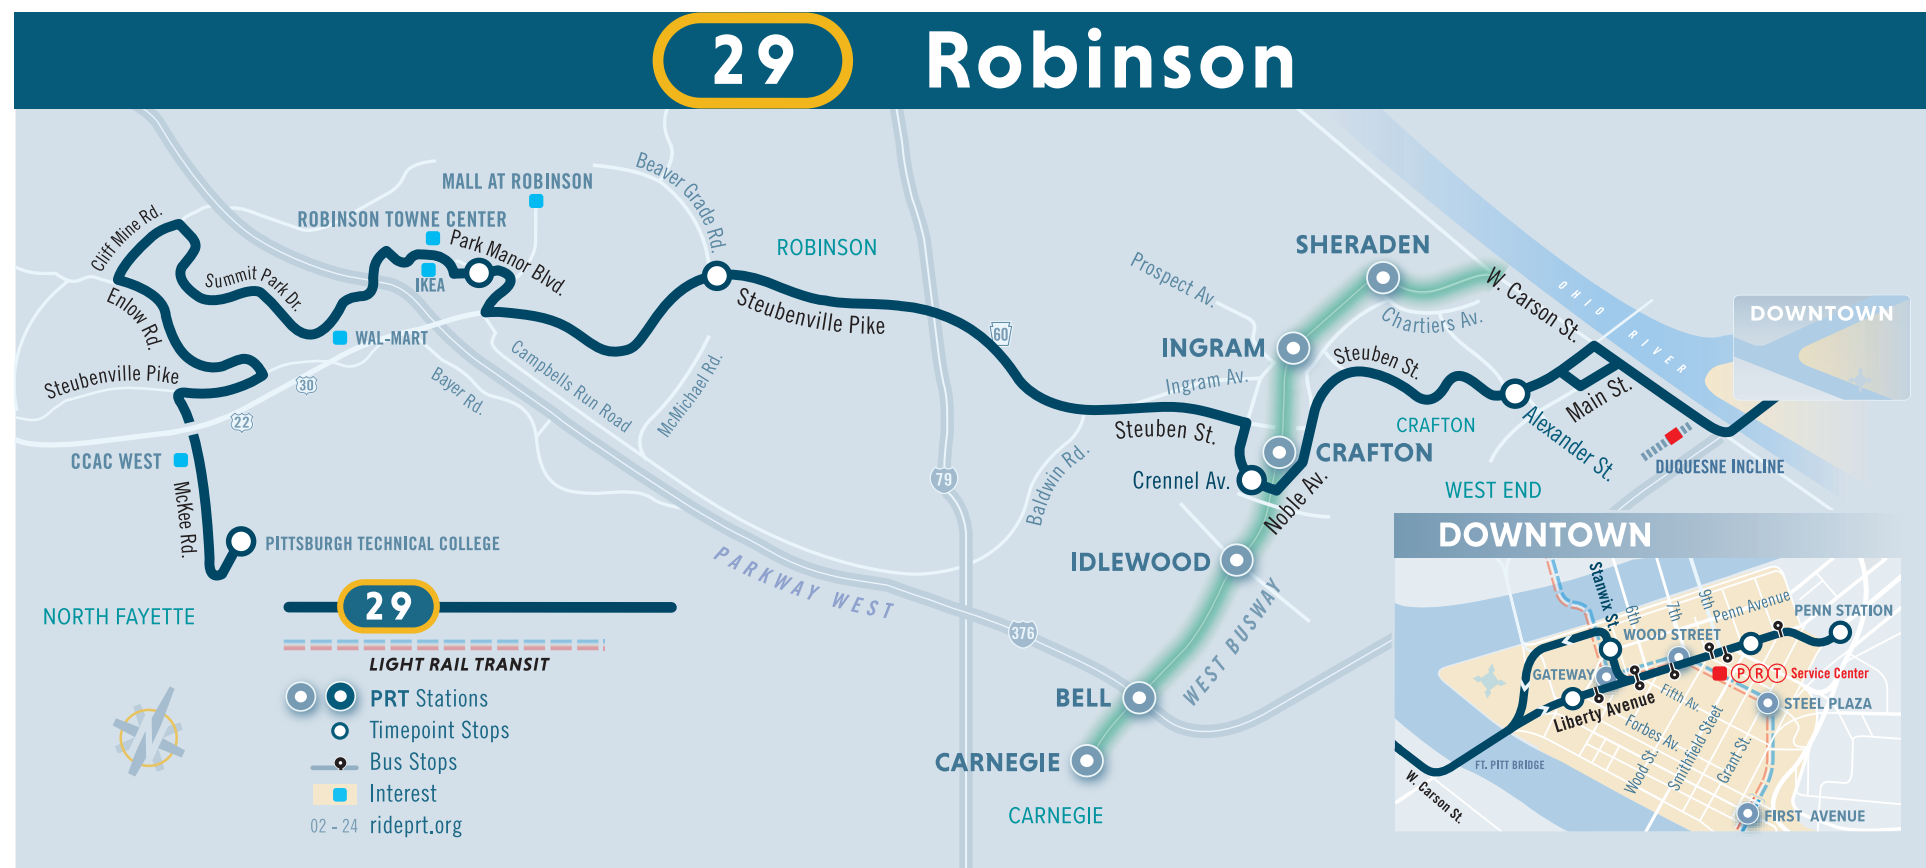 29 Robinson
MALL AT ROBINSON
ROBINSON TOWNE CENTER
Park Manor Blvd.
IKEA
Beaver Grade Rd.
ROBINSON
Cliff Mine Rd.
Summit Park Dr.
Enlow Rd.
WAL-MART
Steubenville Pike
30
22
Bayer Rd.
Campbells Run Road
McMichael Rd.
Steubenville Pike
60
79
CCAC WEST
McKee Rd.
PITTSBURGH TECHNICAL COLLEGE
NORTH FAYETTE
PARKWAY WEST
376
SHERADEN
Prospect Av.
INGRAM
Ingram Av.
Chartiers Av.
W. Carson St.
OHIO RIVER
DOWNTOWN
Steuben St.
Steuben St.
CRAFTON
CRAFTON
Main St.
Alexander St.
DUQUESNE INCLINE
WEST END
Crennel Av.
Noble Av.
Baldwin Rd.
IDLEWOOD
WEST BUSWAY
BELL
CARNEGIE
CARNEGIE
29
LIGHT RAIL TRANSIT
PRT Stations
Timepoint Stops
Bus Stops
Interest
02 - 24 rideprt.org
N
DOWNTOWN
Stanwix St.
6th
7th
9th
Penn Avenue
PENN STATION
WOOD STREET
GATEWAY
PRT Service Center
Liberty Avenue
Fifth Av.
STEEL PLAZA
Forbes Av.
Wood St.
Smithfield Steet
Grant St.
FT. PITT BRIDGE
W. Carson St.
FIRST AVENUE